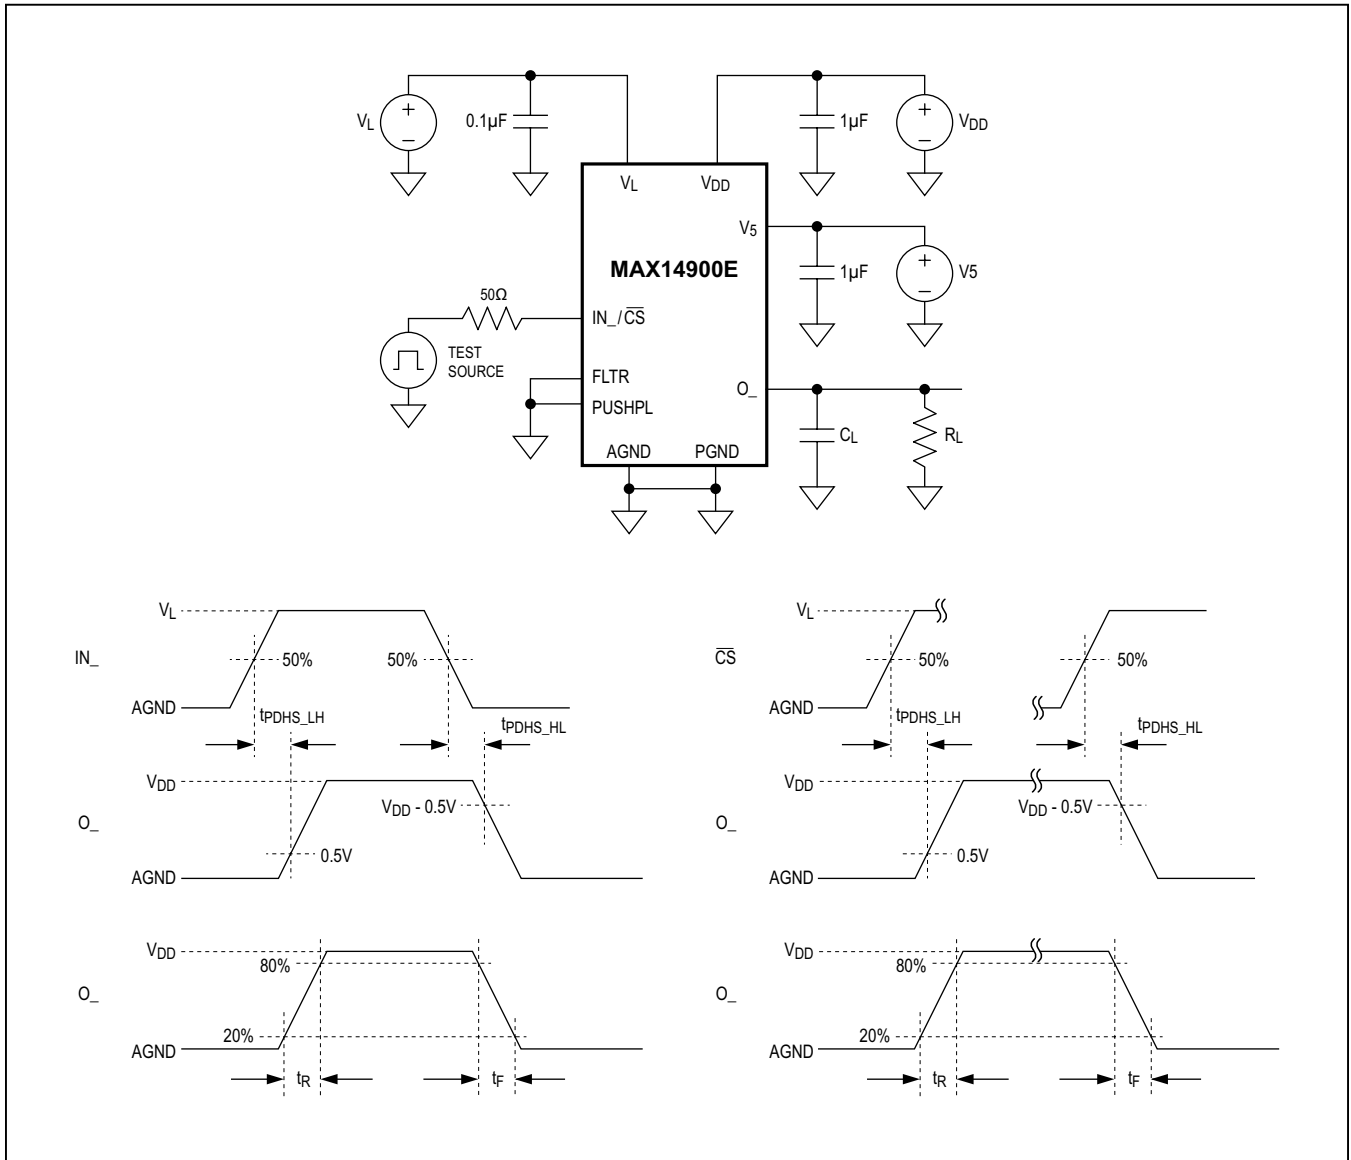 VL
0.1µF
1µF
VDD
VL
VDD
V5
MAX14900E
1µF
V5
50Ω
IN_/CS
TEST
SOURCE
FLTR
PUSHPL
O_
CL
RL
AGND
PGND
VL
IN_
50%
50%
AGND
tPDHS_LH
tPDHS_HL
VDD
VDD - 0.5V
O_
0.5V
AGND
VDD
80%
O_
20%
AGND
tR
tF
VL
CS
50%
50%
AGND
tPDHS_LH
tPDHS_HL
VDD
VDD - 0.5V
O_
0.5V
AGND
VDD
80%
O_
20%
AGND
tR
tF